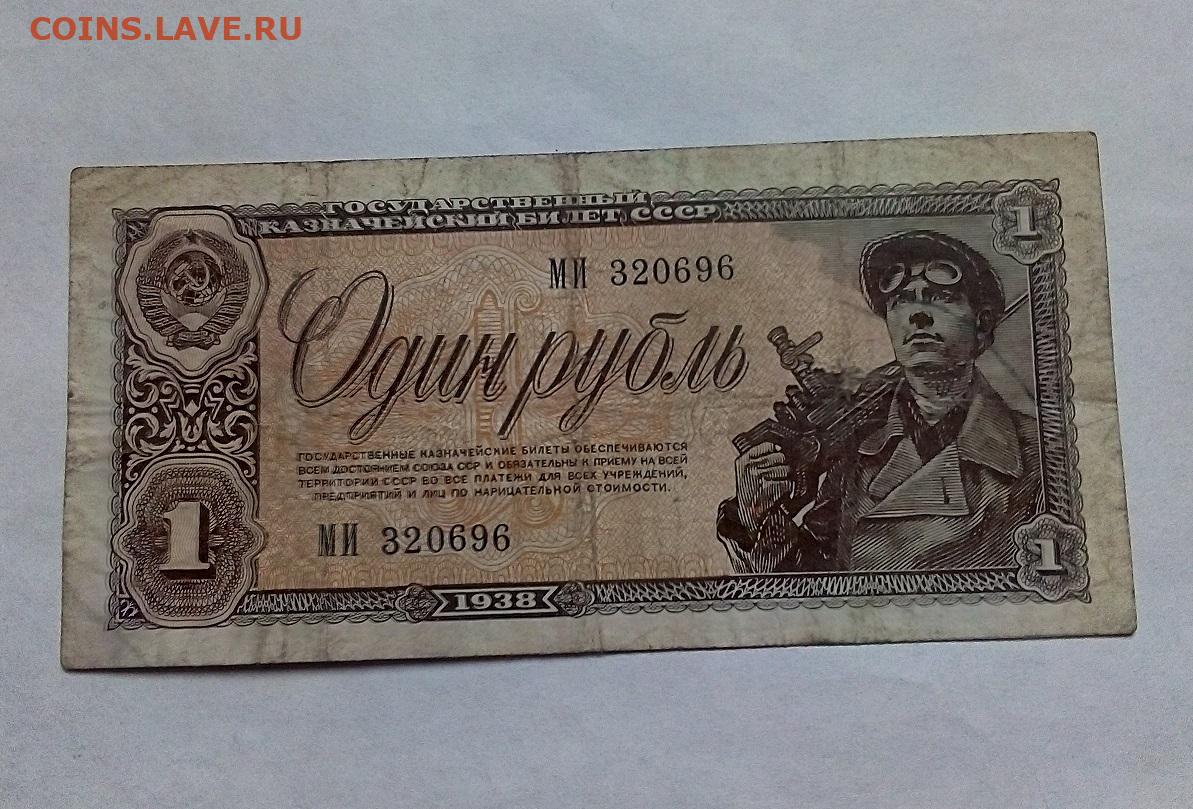 COINS.LAVE.RU
ГОСУДАРСТВЕННЫЙ
КАЗНАЧЕЙСКИЙ БИЛЕТ СССР
1
МИ 320696
Один рубль
ГОСУДАРСТВЕННЫЕ КАЗНАЧЕЙСКИЕ БИЛЕТЫ ОБЕСПЕЧИВАЮТСЯ
ВСЕМ ДОСТОЯНИЕМ СОЮЗА ССР И ОБЯЗАТЕЛЬНЫ К ПРИЕМУ НА ВСЕЙ
ТЕРРИТОРИИ СССР ВО ВСЕ ПЛАТЕЖИ ДЛЯ ВСЕХ УЧРЕЖДЕНИЙ,
ПРЕДПРИЯТИЙ И ЛИЦ ПО НАРИЦАТЕЛЬНОЙ СТОИМОСТИ.
1
МИ 320696
1
1938